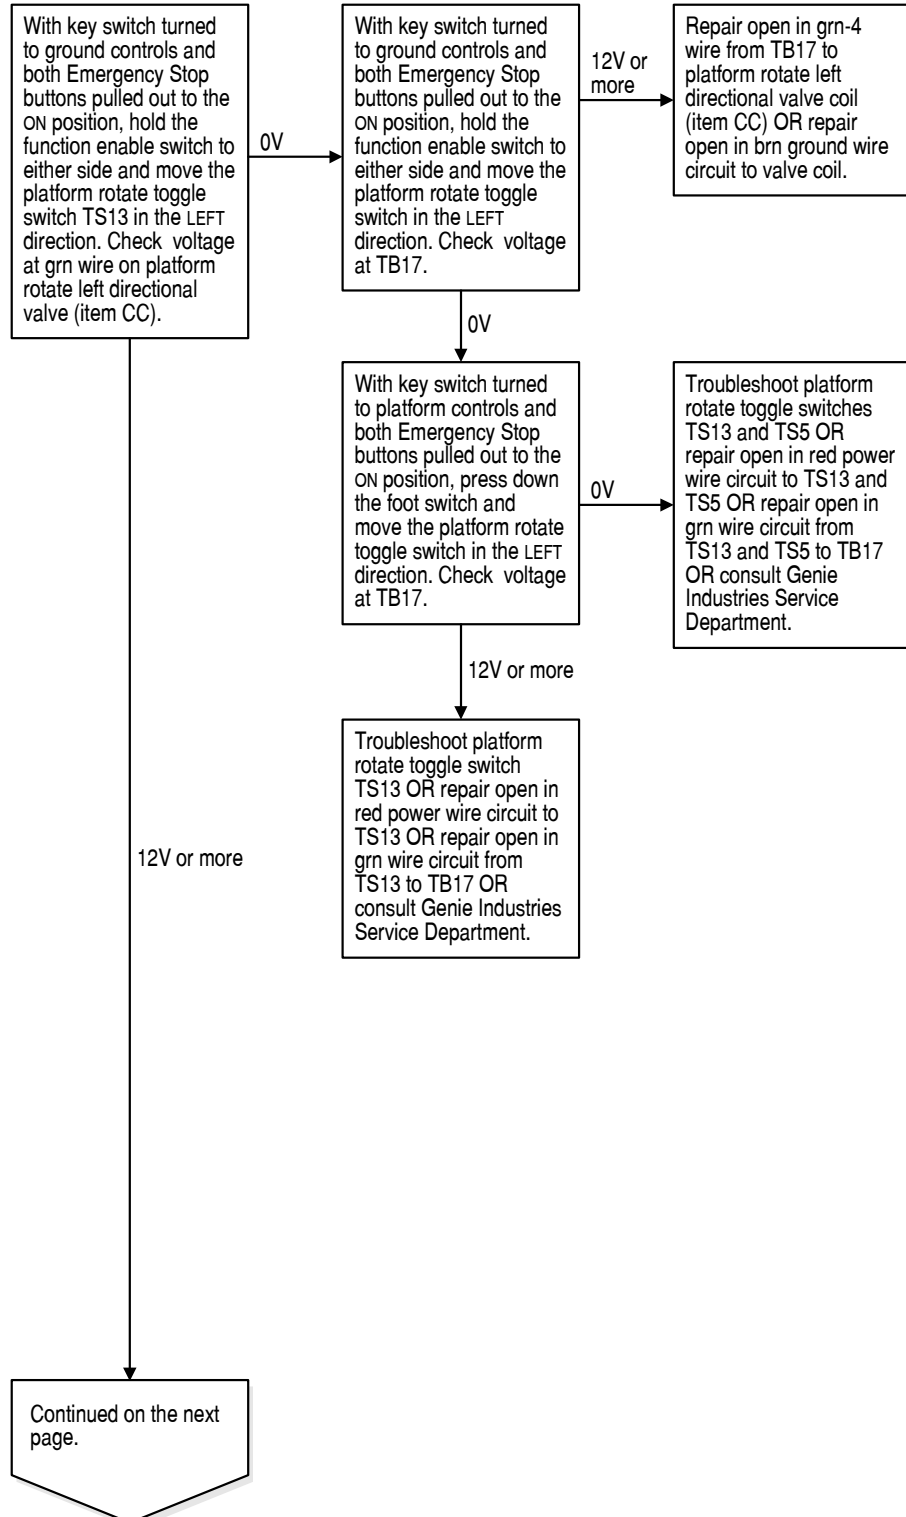 With key switch turned
to ground controls and
both Emergency Stop
buttons pulled out to the
ON position, hold the
function enable switch to
either side and move the
platform rotate toggle
switch TS13 in the LEFT
direction. Check  voltage
at grn wire on platform
rotate left directional
valve (item CC).
0V
With key switch turned
to ground controls and
both Emergency Stop
buttons pulled out to the
ON position, hold the
function enable switch to
either side and move the
platform rotate toggle
switch in the LEFT
direction. Check  voltage
at TB17.
12V or
more
Repair open in grn-4
wire from TB17 to
platform rotate left
directional valve coil
(item CC) OR repair
open in brn ground wire
circuit to valve coil.
0V
With key switch turned
to platform controls and
both Emergency Stop
buttons pulled out to the
ON position, press down
the foot switch and
move the platform rotate
toggle switch in the LEFT
direction. Check  voltage
at TB17.
0V
Troubleshoot platform
rotate toggle switches
TS13 and TS5 OR
repair open in red power
wire circuit to TS13 and
TS5 OR repair open in
grn wire circuit from
TS13 and TS5 to TB17
OR consult Genie
Industries Service
Department.
12V or more
Troubleshoot platform
rotate toggle switch
TS13 OR repair open in
red power wire circuit to
TS13 OR repair open in
grn wire circuit from
TS13 to TB17 OR
consult Genie Industries
Service Department.
12V or more
Continued on the next
page.